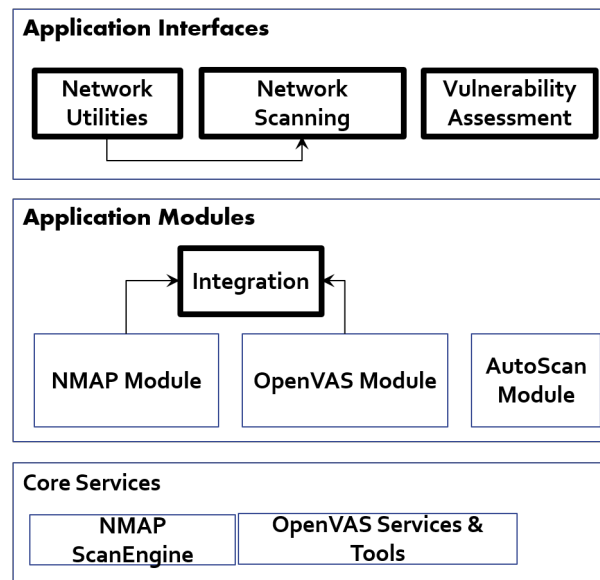 Application Interfaces
Network
Utilities
Network
Scanning
Vulnerability
Assessment
Application Modules
Integration
NMAP Module
OpenVAS Module
AutoScan
Module
Core Services
NMAP
ScanEngine
OpenVAS Services &
Tools